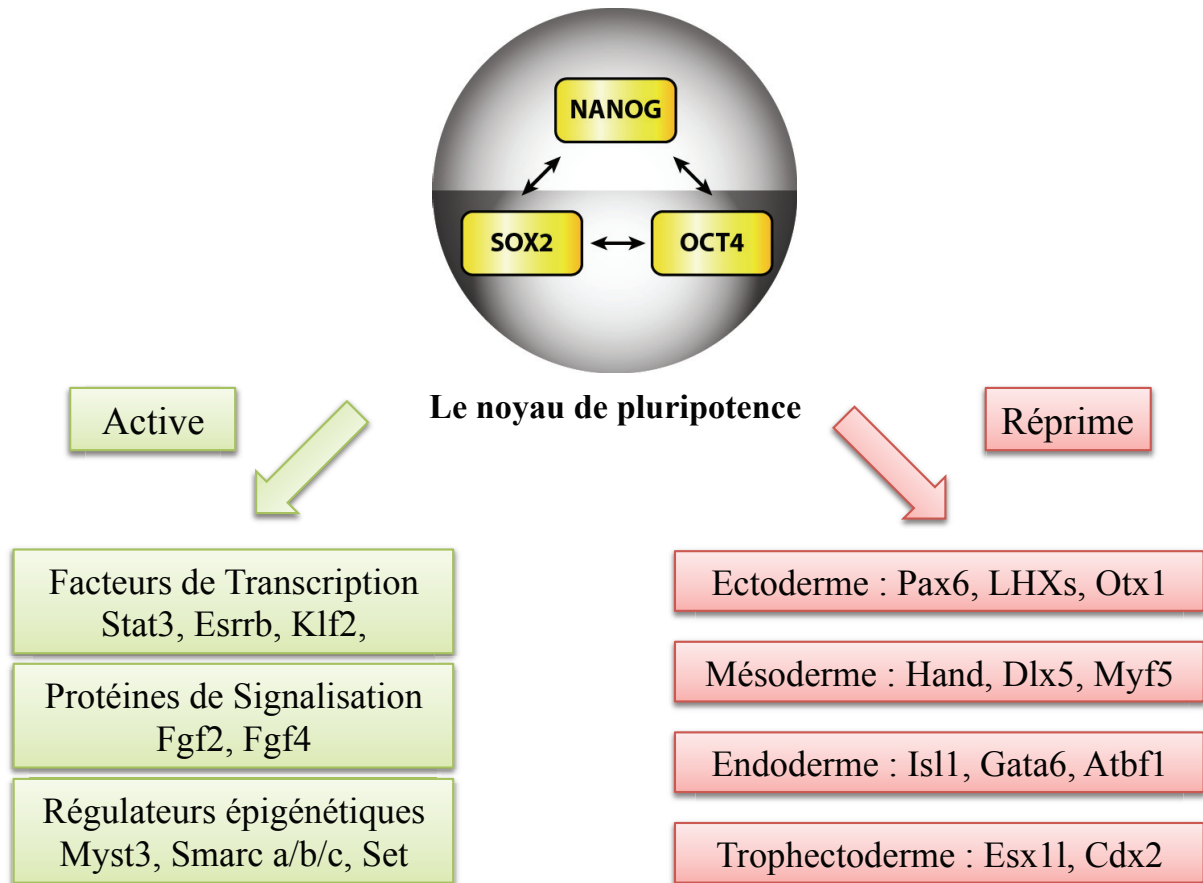 NANOG
SOX2
OCT4
Le noyau de pluripotence
Active
Réprime
Facteurs de Transcription
Stat3, Esrrb, Klf2,
Protéines de Signalisation
Fgf2, Fgf4
Régulateurs épigénétiques
Myst3, Smarc a/b/c, Set
Ectoderme : Pax6, LHXs, Otx1
Mésoderme : Hand, Dlx5, Myf5
Endoderme : Isl1, Gata6, Atbf1
Trophectoderme : Esx1l, Cdx2